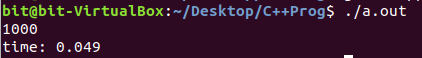 bit@bit-VirtualBox:~/Desktop/C++Prog$ ./a.out
1000
time: 0.049